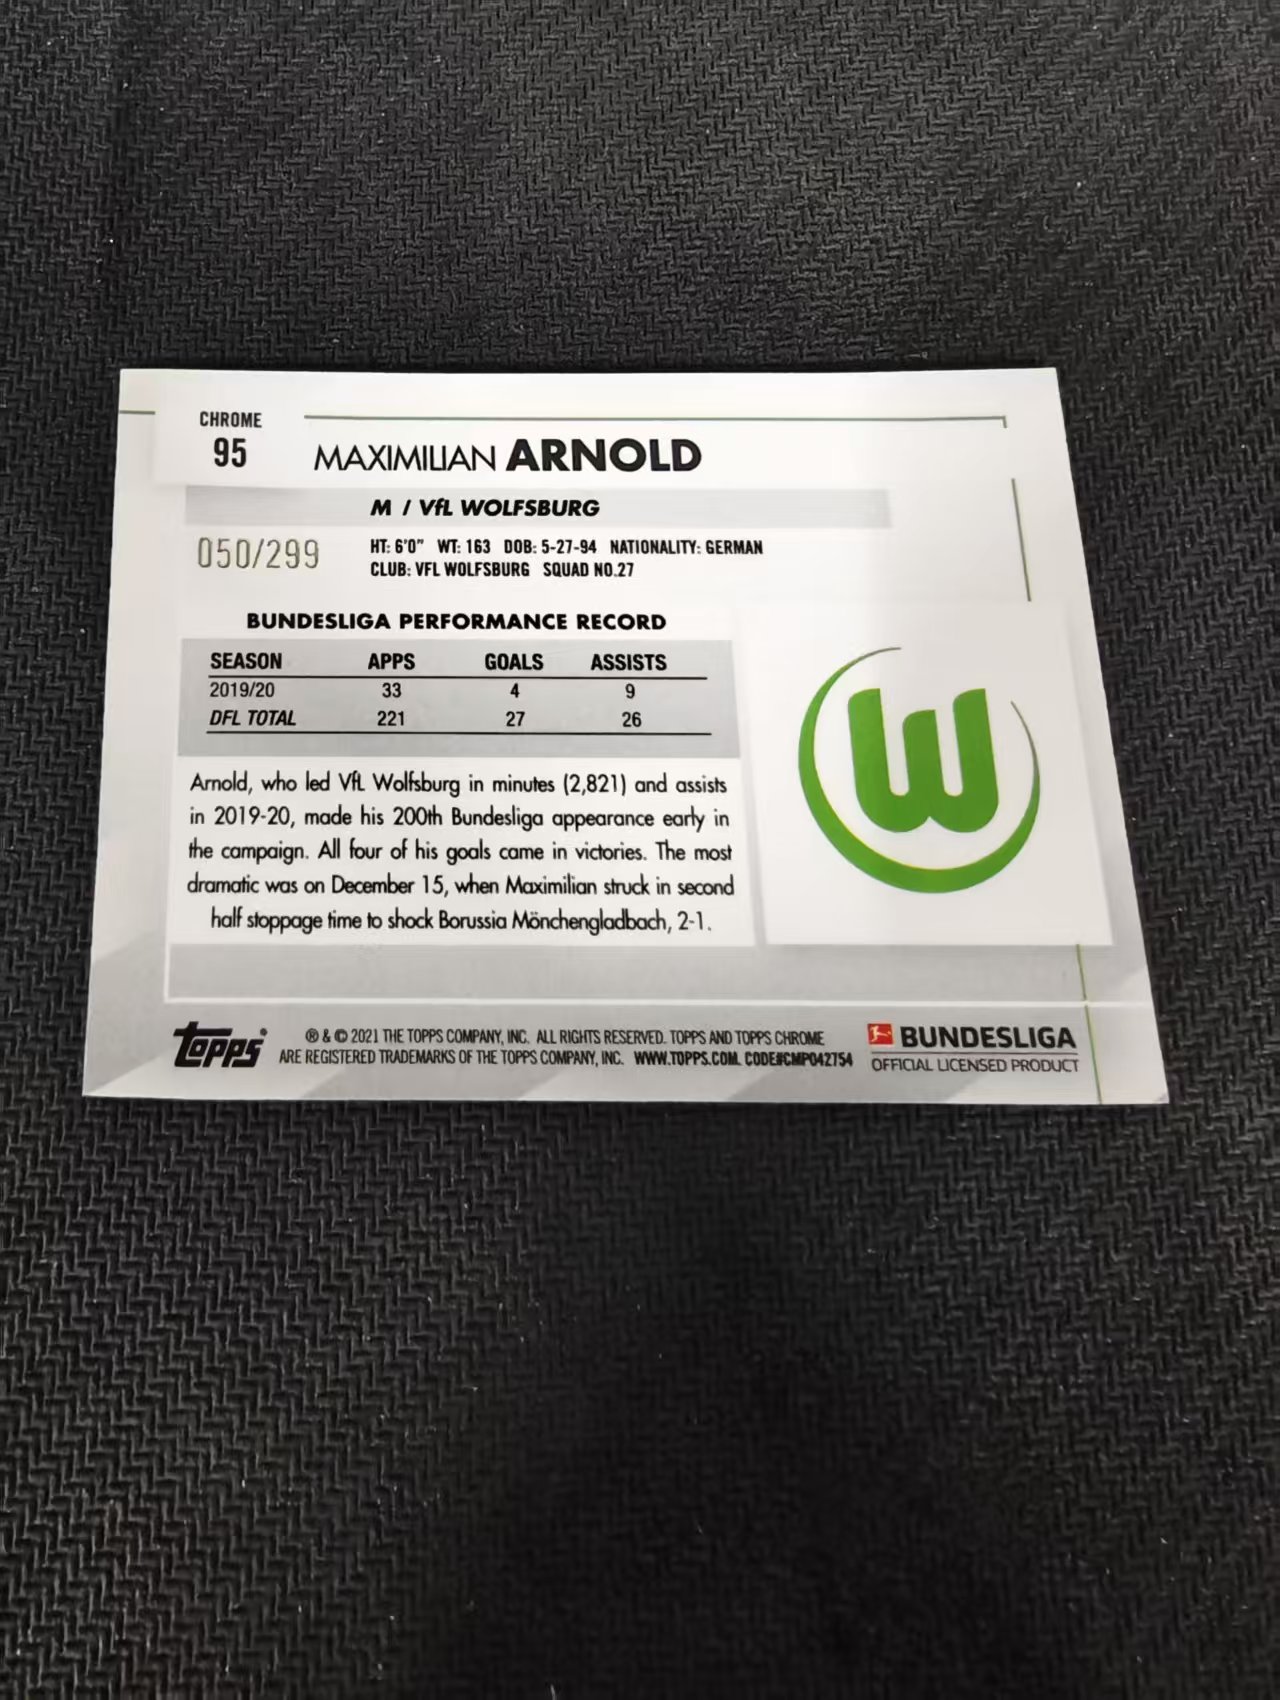 CHROME
95
MAXIMILIAN ARNOLD
M / VfL WOLFSBURG
050/299
HT: 6'0" WT: 163 DOB: 5-27-94 NATIONALITY: GERMAN
CLUB: VFL WOLFSBURG SQUAD NO.27
BUNDESLIGA PERFORMANCE RECORD
SEASON APPS GOALS ASSISTS
2019/20 33 4 9
DFL TOTAL 221 27 26
Arnold, who led VfL Wolfsburg in minutes (2,821) and assists
in 2019-20, made his 200th Bundesliga appearance early in
the campaign. All four of his goals came in victories. The most
dramatic was on December 15, when Maximilian struck in second
half stoppage time to shock Borussia Mönchengladbach, 2-1.
W
Topps® ® & © 2021 THE TOPPS COMPANY, INC. ALL RIGHTS RESERVED. TOPPS AND TOPPS CHROME
ARE REGISTERED TRADEMARKS OF THE TOPPS COMPANY, INC. WWW.TOPPS.COM. CODE#CMP042754
BUNDESLIGA
OFFICIAL LICENSED PRODUCT